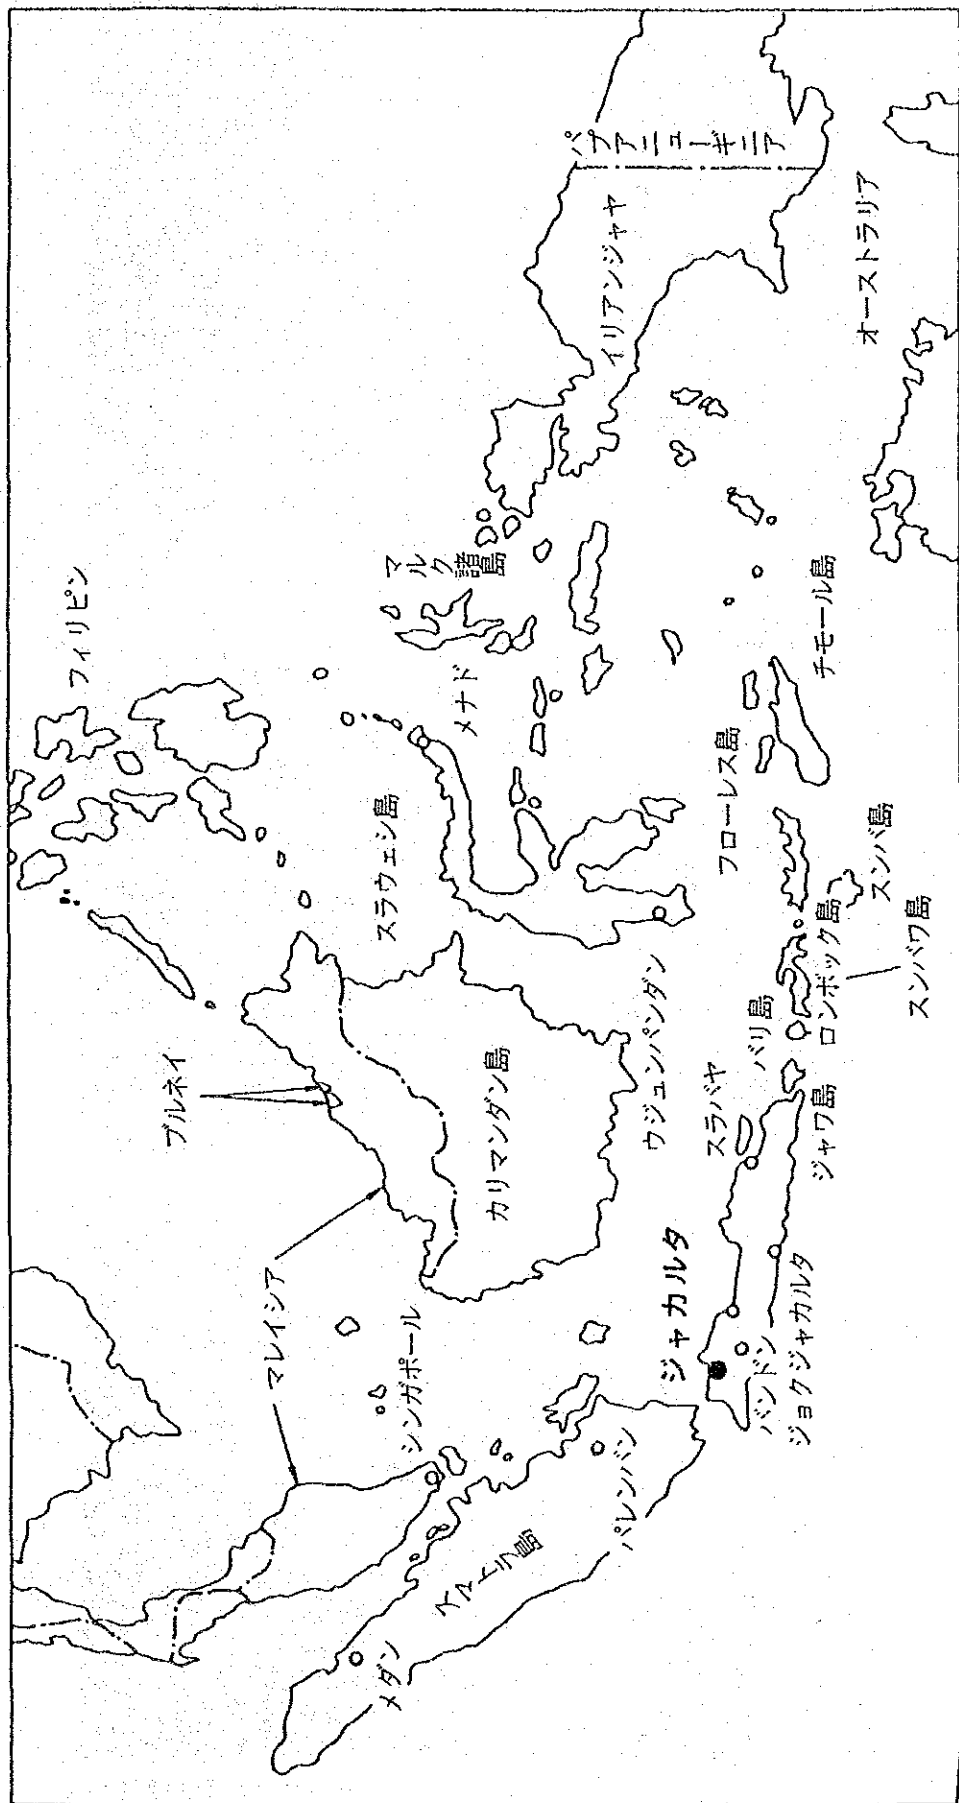 フィリピン
ブルネイ
マレイシア
シンガポール
メダン
スマトラ島
パレンバン
カリマンダン島
スラウェシ島
メナド
マルク諸島
イリアンジャヤ
パプアニューギニア
ウジュンパンダン
ジャカルタ
バンドン
ジョクジャカルタ
スラバヤ
ジャワ島
バリ島
ロンボック島
スンバワ島
スンバ島
フローレス島
チモール島
オーストラリア